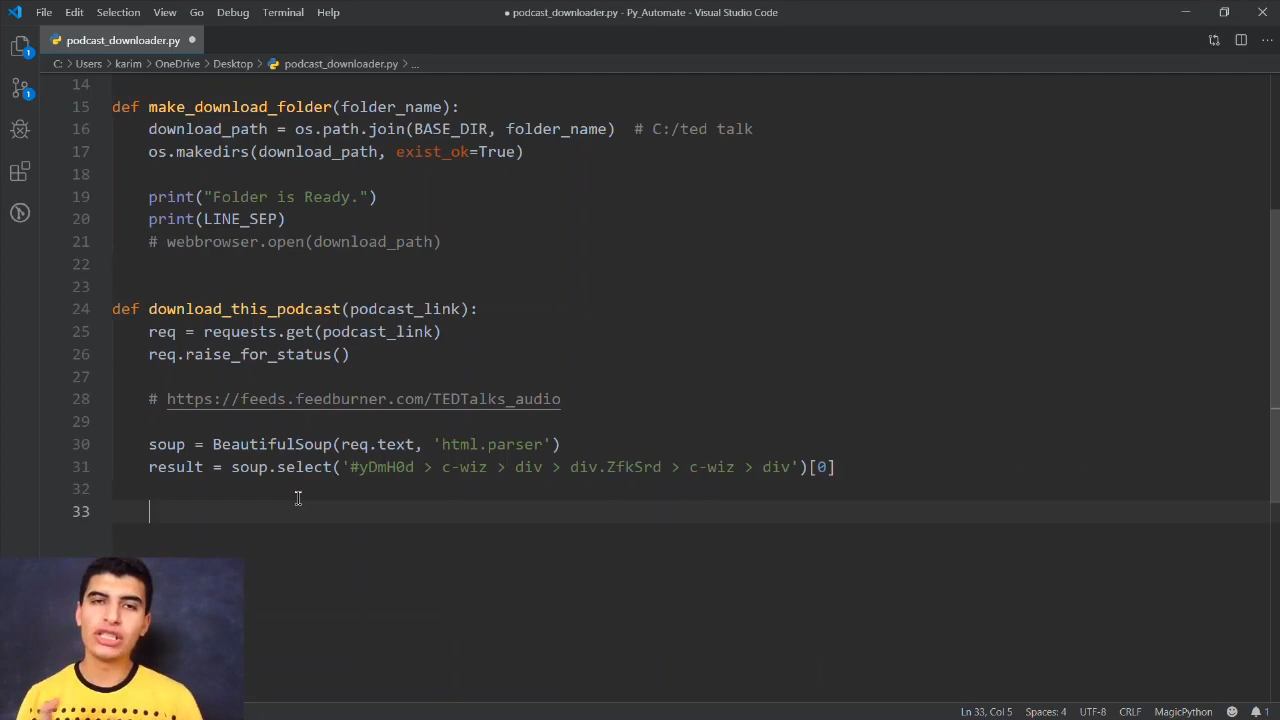 File Edit Selection View Go Debug Terminal Help
● podcast_downloader.py - Py_Automate - Visual Studio Code
podcast_downloader.py ●
C: > Users > karim > OneDrive > Desktop > podcast_downloader.py > ...
14
15 def make_download_folder(folder_name):
16 download_path = os.path.join(BASE_DIR, folder_name) # C:/ted talk
17 os.makedirs(download_path, exist_ok=True)
18
19 print("Folder is Ready.")
20 print(LINE_SEP)
21 # webbrowser.open(download_path)
22
23
24 def download_this_podcast(podcast_link):
25 req = requests.get(podcast_link)
26 req.raise_for_status()
27
28 # https://feeds.feedburner.com/TEDTalks_audio
29
30 soup = BeautifulSoup(req.text, 'html.parser')
31 result = soup.select('#yDmH0d > c-wiz > div > div.ZfkSrd > c-wiz > div')[0]
32
33
1
1
Ln 33, Col 5 Spaces: 4 UTF-8 CRLF MagicPython 1